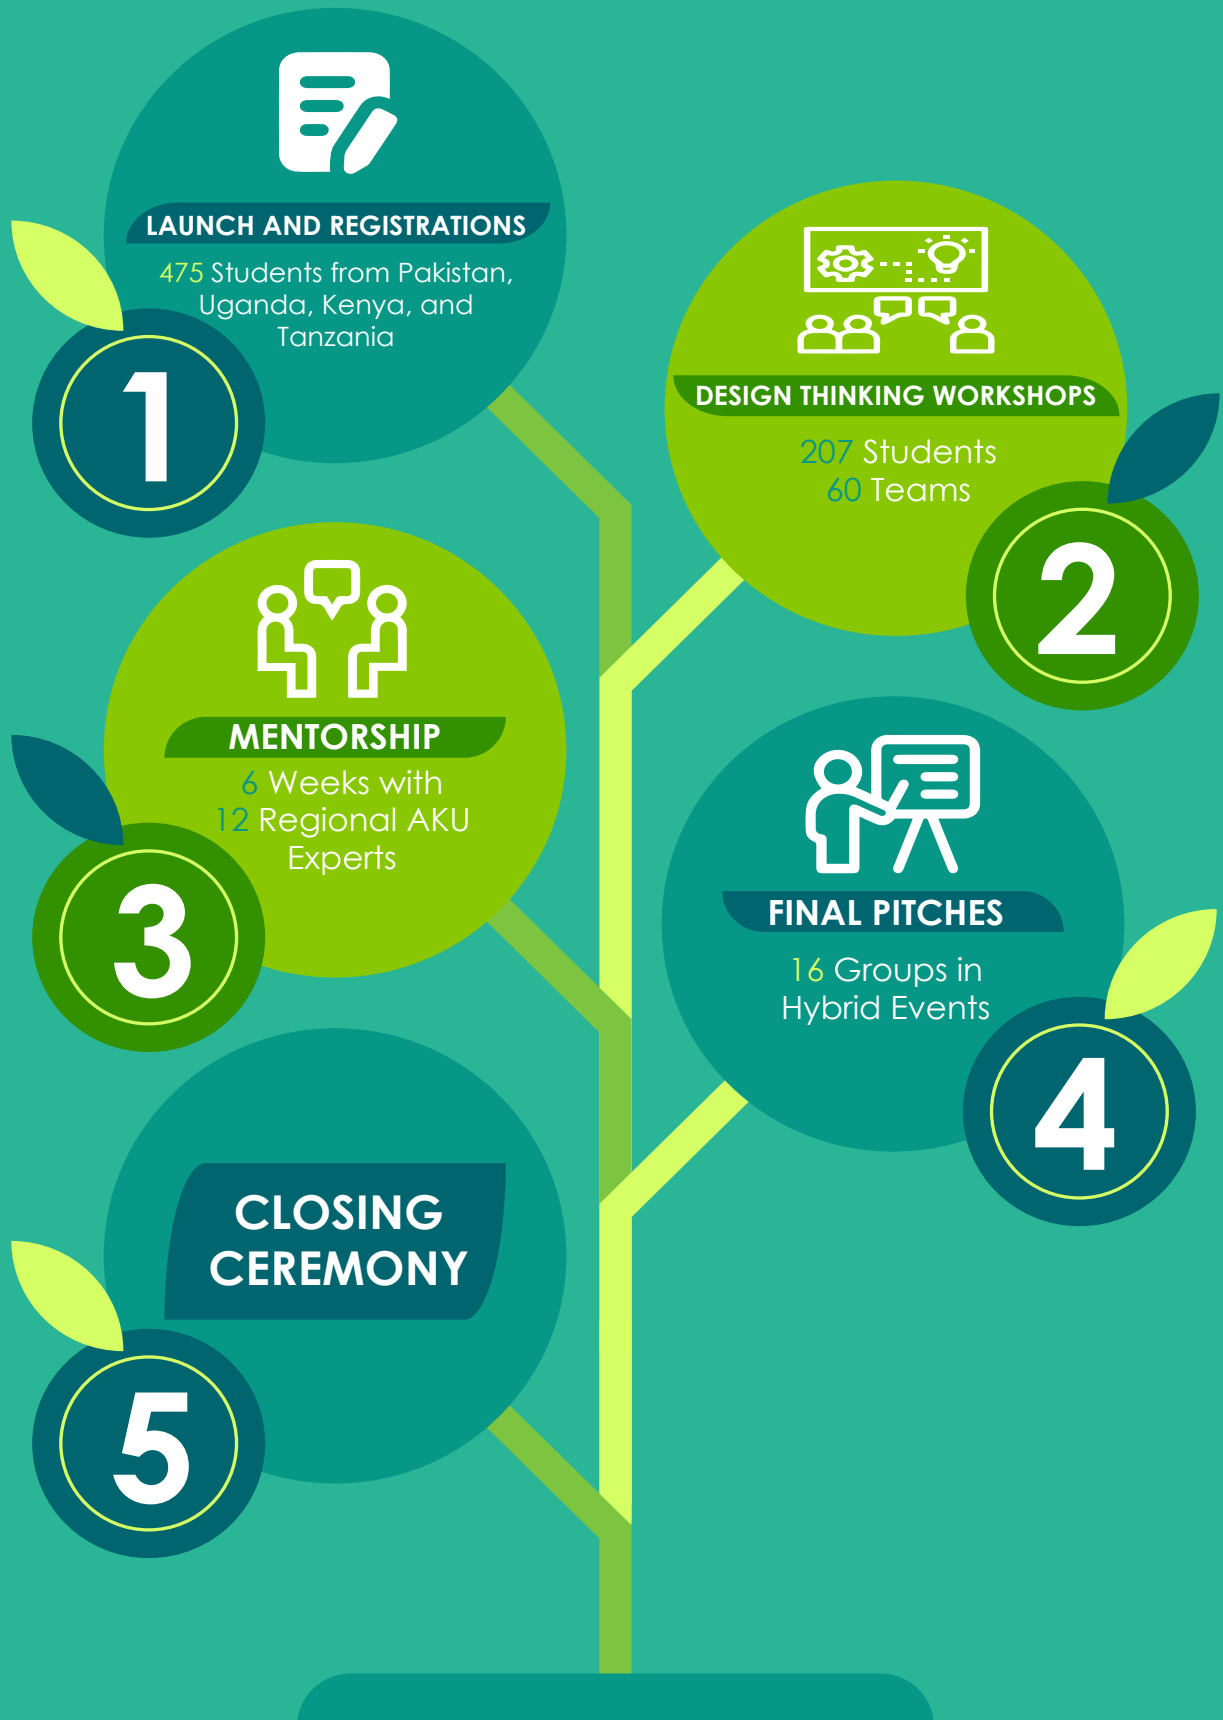 LAUNCH AND REGISTRATIONS
475 Students from Pakistan,
Uganda, Kenya, and
Tanzania
1
DESIGN THINKING WORKSHOPS
207 Students
60 Teams
2
MENTORSHIP
6 Weeks with
12 Regional AKU
Experts
3
FINAL PITCHES
16 Groups in
Hybrid Events
4
CLOSING
CEREMONY
5